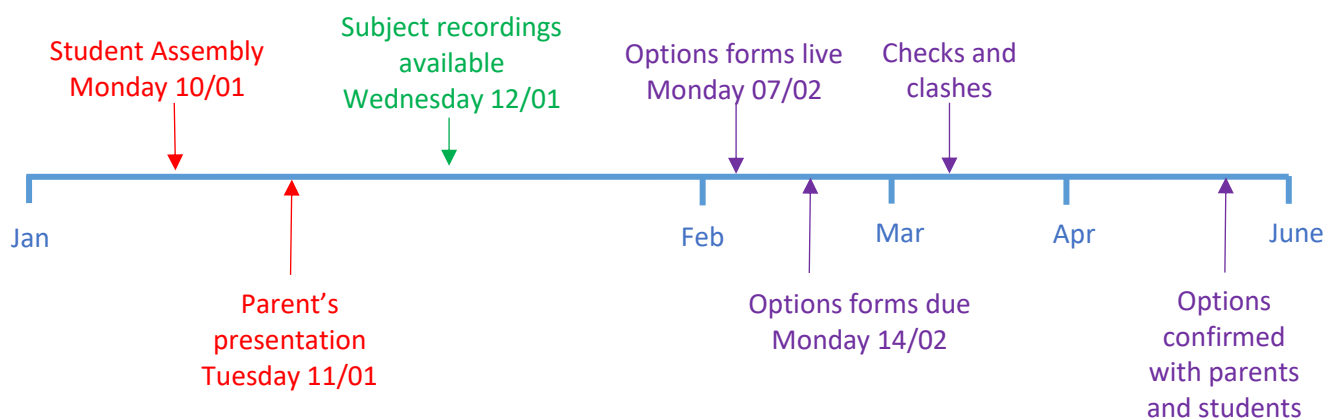 Student Assembly
Monday 10/01
Subject recordings
available
Wednesday 12/01
Options forms live
Monday 07/02
Checks and
clashes
Jan
Feb
Mar
Apr
June
Parent’s
presentation
Tuesday 11/01
Options forms due
Monday 14/02
Options
confirmed
with parents
and students